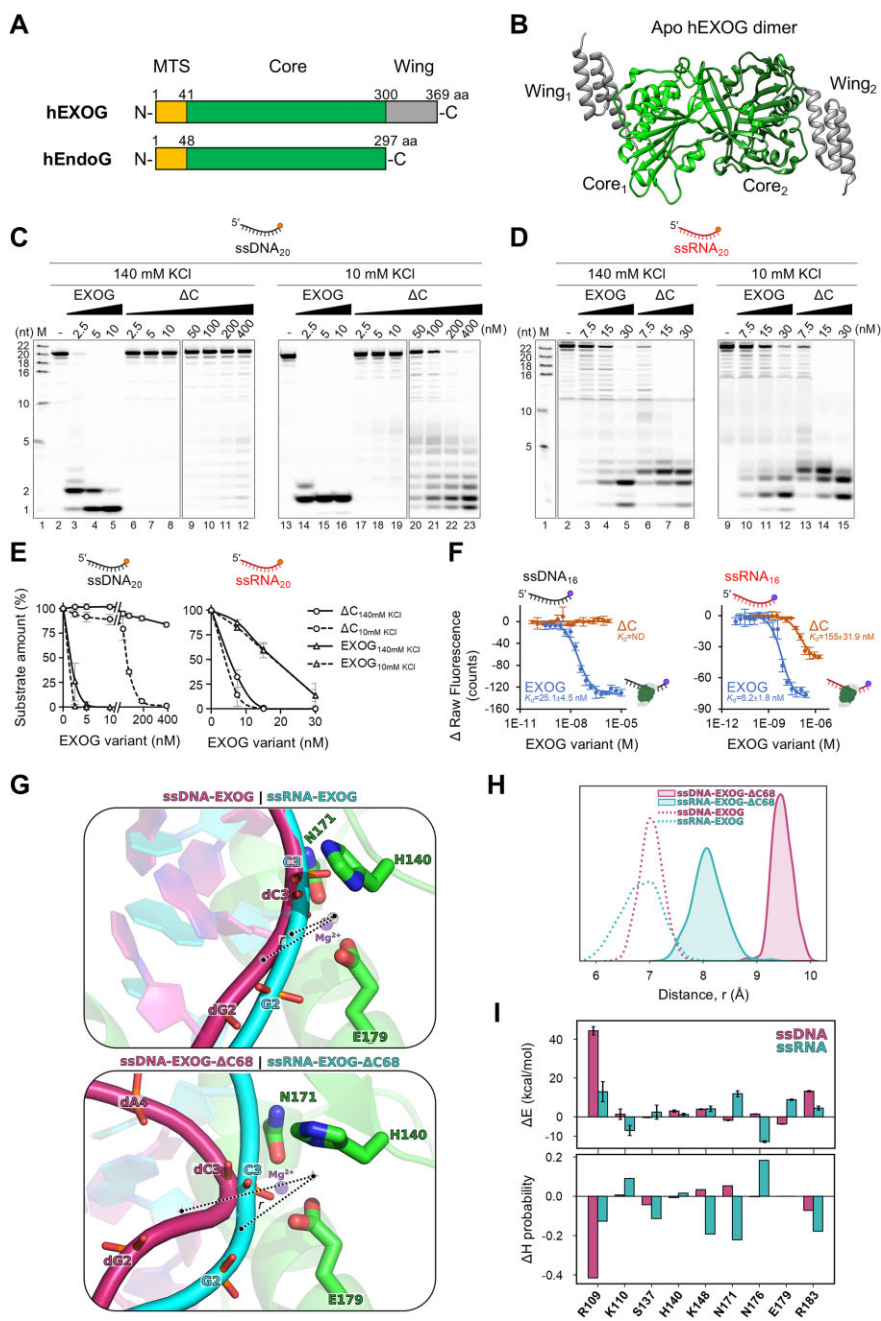 A
MTS Core Wing
1 41 300 369 aa
hEXOG N- -C
1 48 297 aa
hEndoG N- -C
B
Apo hEXOG dimer
Wing1
Wing2
Core1
Core2
C
5′
ssDNA20
140 mM KCl 10 mM KCl
EXOG ΔC EXOG ΔC
(nt) M - 2.5 5 10 2.5 5 10 50 100 200 400 - 2.5 5 10 2.5 5 10 50 100 200 400 (nM)
22
20
18
16
10
5
2
1
1 2 3 4 5 6 7 8 9 10 11 12 13 14 15 16 17 18 19 20 21 22 23
D
5′
ssRNA20
140 mM KCl 10 mM KCl
EXOG ΔC EXOG ΔC
(nt) M - 7.5 15 30 7.5 15 30 - 7.5 15 30 7.5 15 30 (nM)
22
20
18
16
10
5
1 2 3 4 5 6 7 8 9 10 11 12 13 14 15
E
5′ 5′
ssDNA20 ssRNA20
Substrate amount (%)
100
75
50
25
0
0 5 10 200 400
EXOG variant (nM)
100
75
50
25
0
0 10 20 30
EXOG variant (nM)
ΔC140mM KCl
ΔC10mM KCl
EXOG140mM KCl
EXOG10mM KCl
F
5′ ssDNA16
5′ ssRNA16
Δ Raw Fluorescence (counts)
40
0
-40
-80
-120
-160
ΔC
Kd=ND
EXOG
Kd=25.1±4.5 nM
1E-11 1E-08 1E-05
EXOG variant (M)
30
0
-30
-60
-90
ΔC
Kd=155±31.9 nM
EXOG
Kd=6.2±1.8 nM
1E-12 1E-09 1E-06
EXOG variant (M)
G
ssDNA-EXOG | ssRNA-EXOG
N171
C3
H140
dC3
r
Mg2+
G2
dG2
E179
ssDNA-EXOG-ΔC68 | ssRNA-EXOG-ΔC68
dA4
N171
H140
dC3
C3
Mg2+
r
dG2
G2
E179
H
ssDNA-EXOG-ΔC68
ssRNA-EXOG-ΔC68
ssDNA-EXOG
ssRNA-EXOG
6 7 8 9 10
Distance, r (Å)
I
ssDNA
ssRNA
ΔE (kcal/mol)
40
10
0
-10
ΔH probability
0.2
0.0
-0.2
-0.4
R109 K110 S137 H140 K148 N171 N176 E179 R183